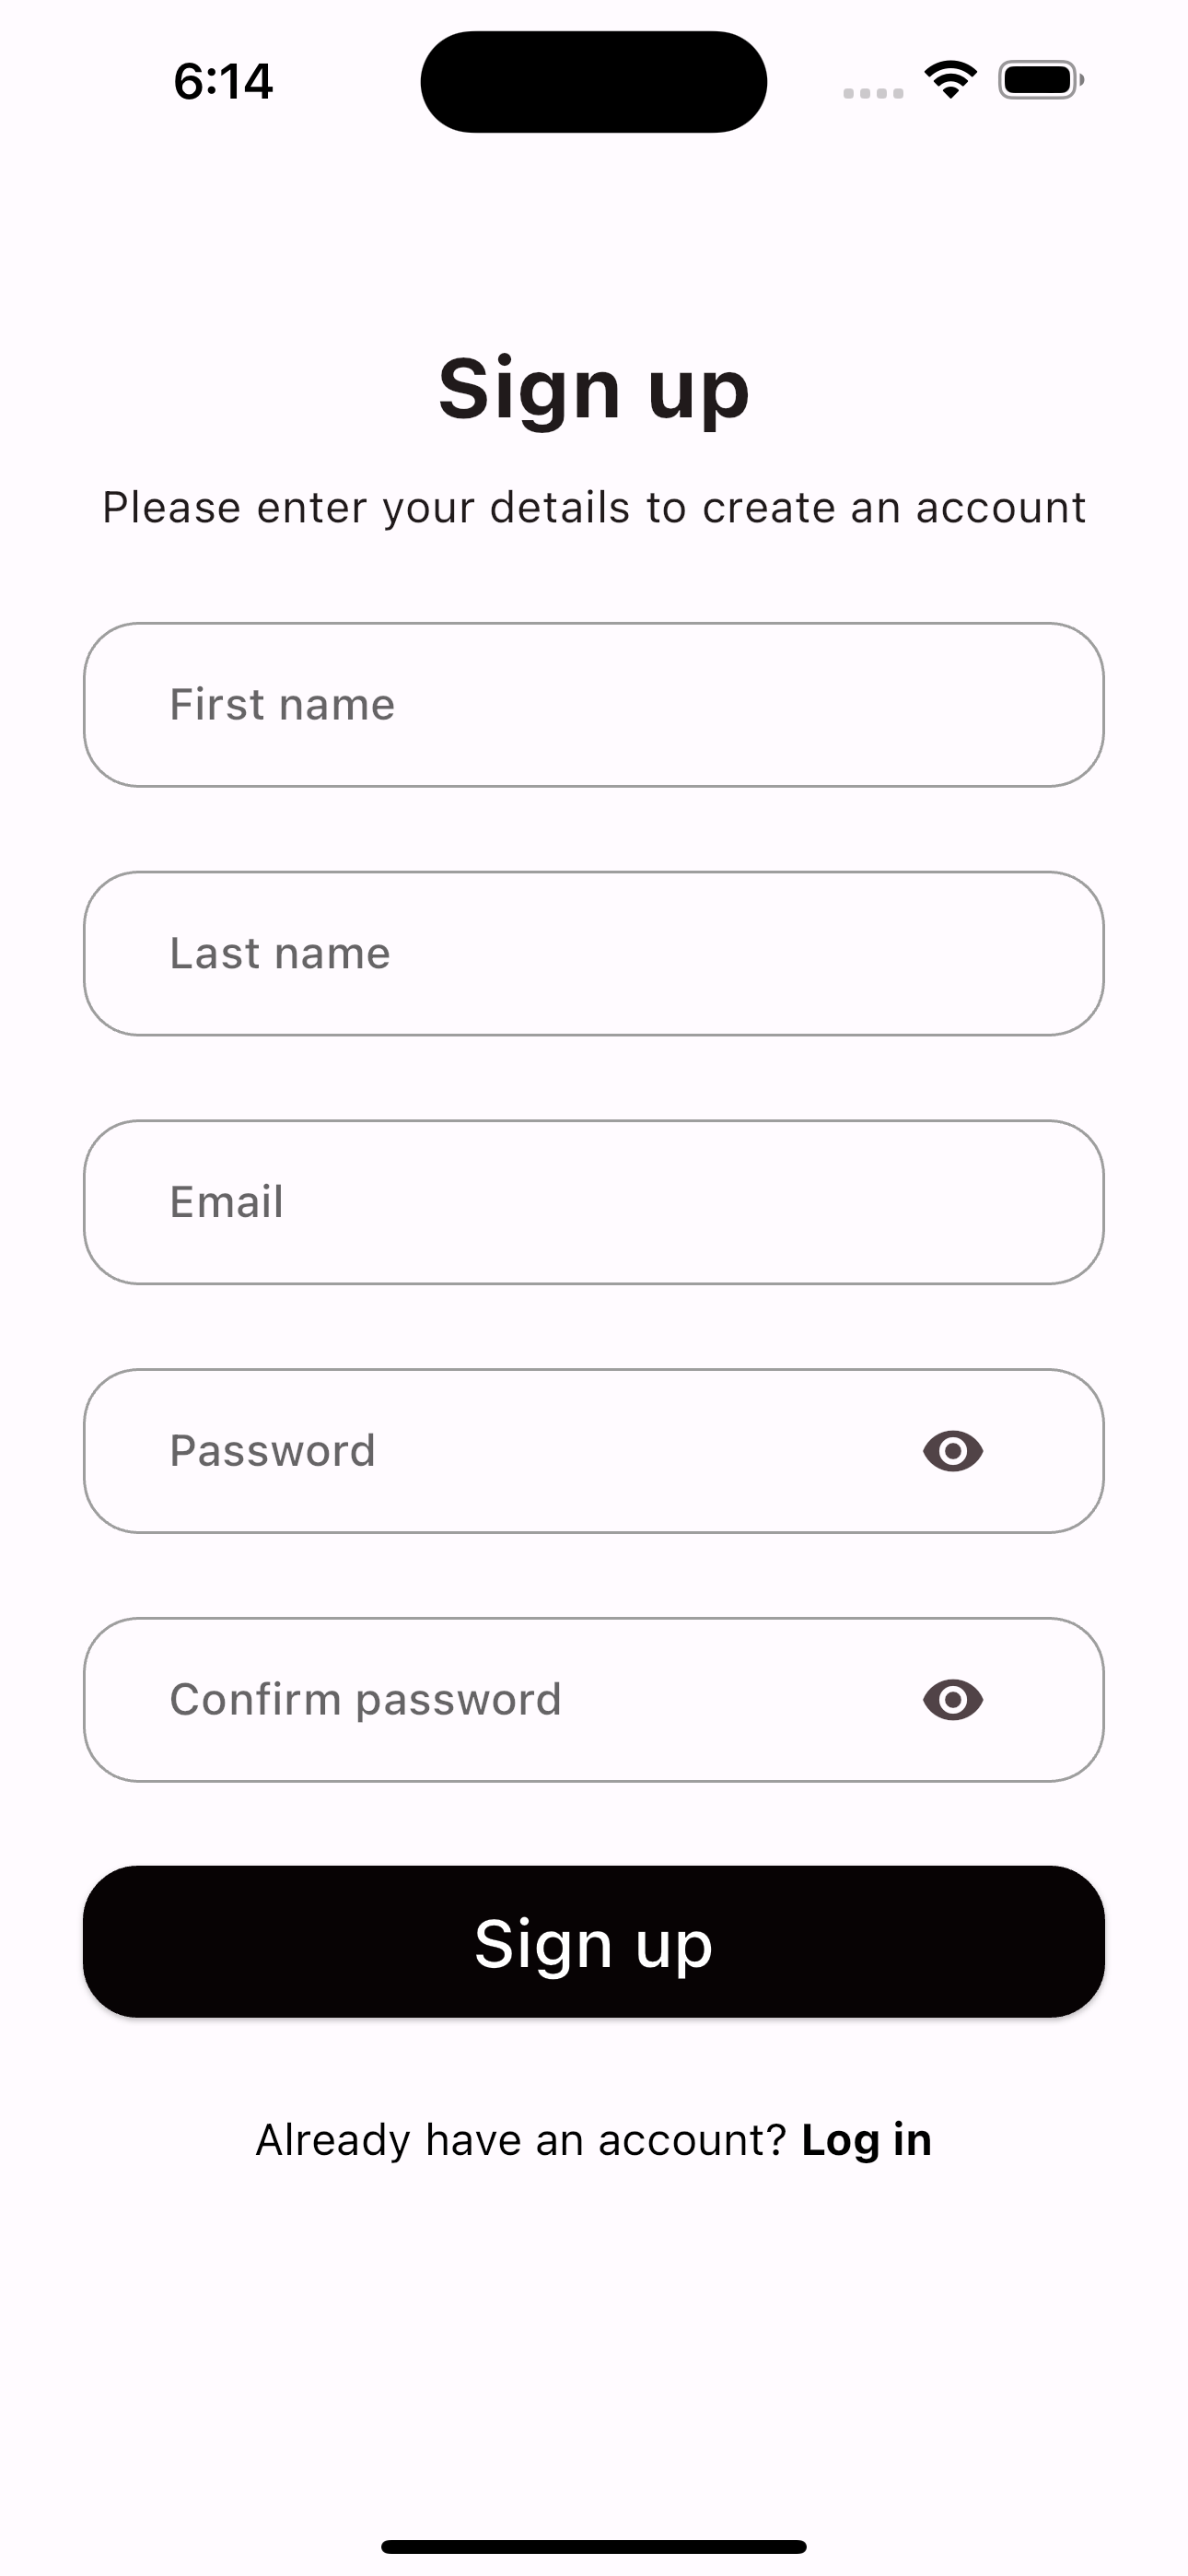 6:14
Sign up
Please enter your details to create an account
First name
Last name
Email
Password
Confirm password
Sign up
Already have an account? Log in